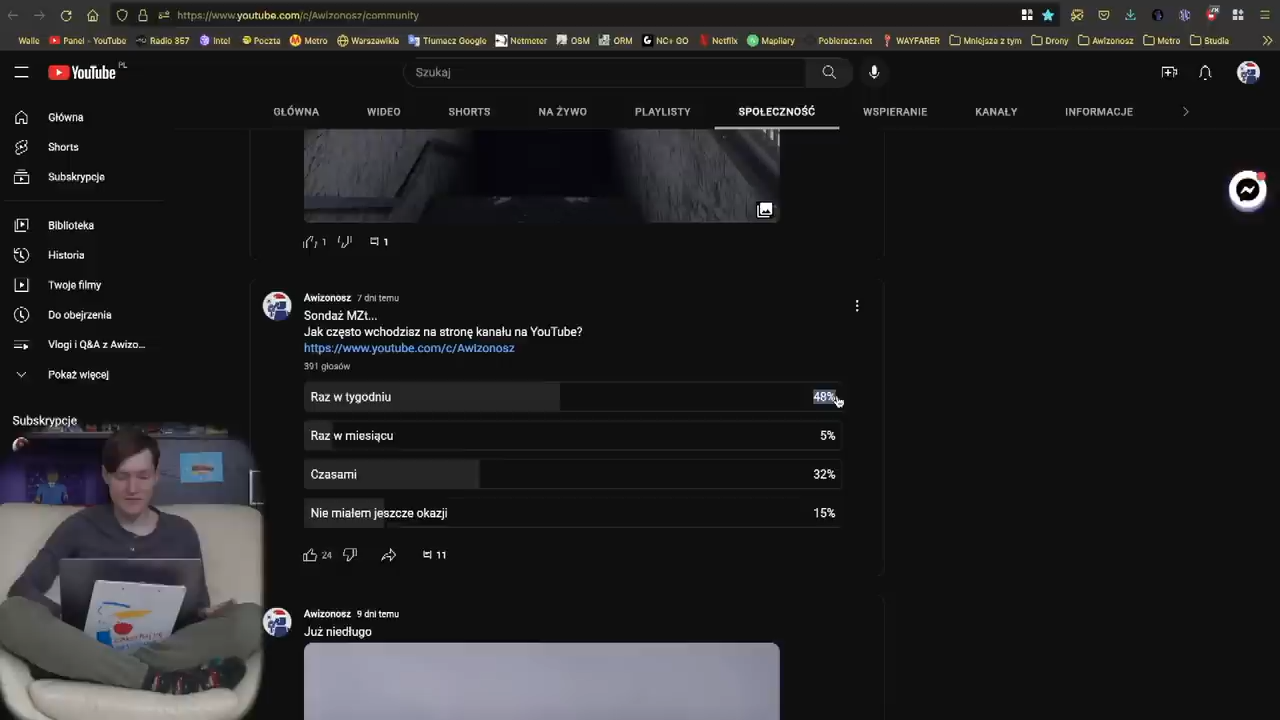 https://www.youtube.com/c/Awizonosz/community
Walle
Panel - YouTube
Radio 357
Intel
Poczta
Metro
Warszawikia
Tłumacz Google
Netmeter
OSM
ORM
NC+ GO
Netflix
Mapilary
Pobieracz.net
WAYFARER
Mniejsza z tym
Drony
Awizonosz
Metro
Studia
YouTube PL
Szukaj
GŁÓWNA
WIDEO
SHORTS
NA ŻYWO
PLAYLISTY
SPOŁECZNOŚĆ
WSPIERANIE
KANAŁY
INFORMACJE
Główna
Shorts
Subskrypcje
Biblioteka
Historia
Twoje filmy
Do obejrzenia
Vlogi i Q&A z Awizo...
Pokaż więcej
Subskrypcje
1
1
Awizonosz 7 dni temu
Sondaż MZt...
Jak często wchodzisz na stronę kanału na YouTube?
https://www.youtube.com/c/Awizonosz
391 głosów
Raz w tygodniu 48%
Raz w miesiącu 5%
Czasami 32%
Nie miałem jeszcze okazji 15%
24
11
Awizonosz 9 dni temu
Już niedługo